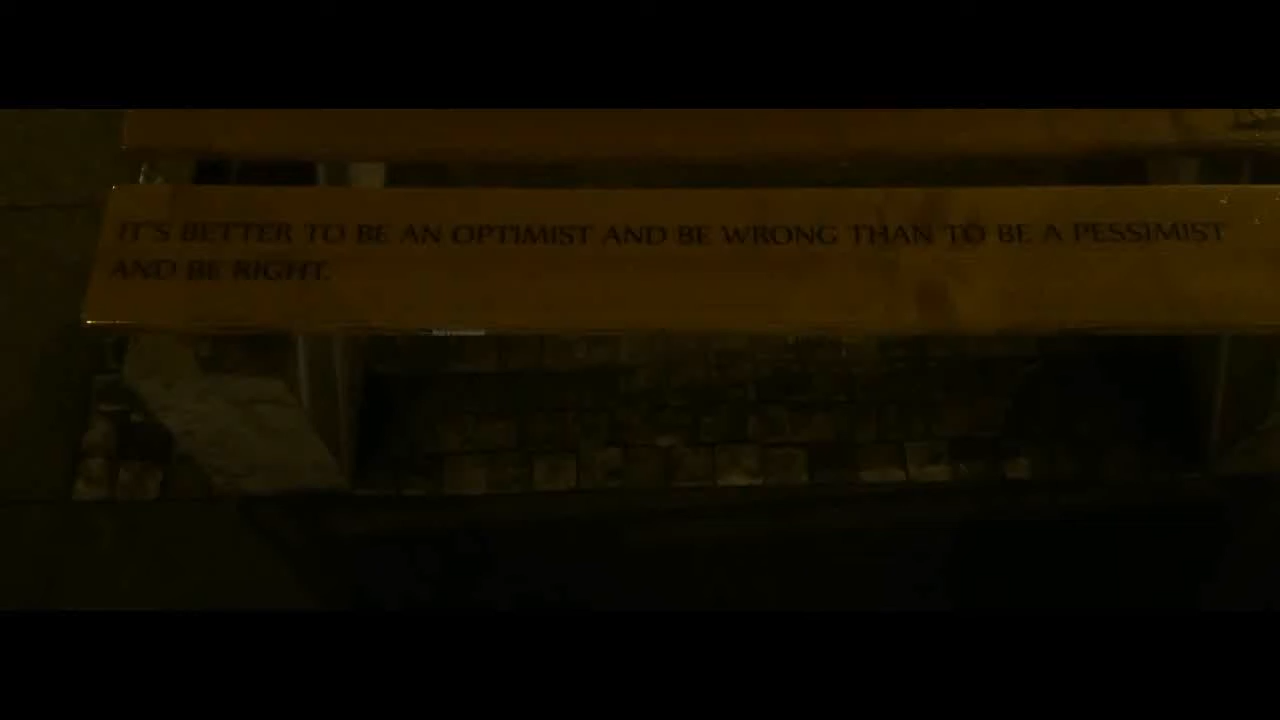 IT'S BETTER TO BE AN OPTIMIST AND BE WRONG THAN TO BE A PESSIMIST
AND BE RIGHT.